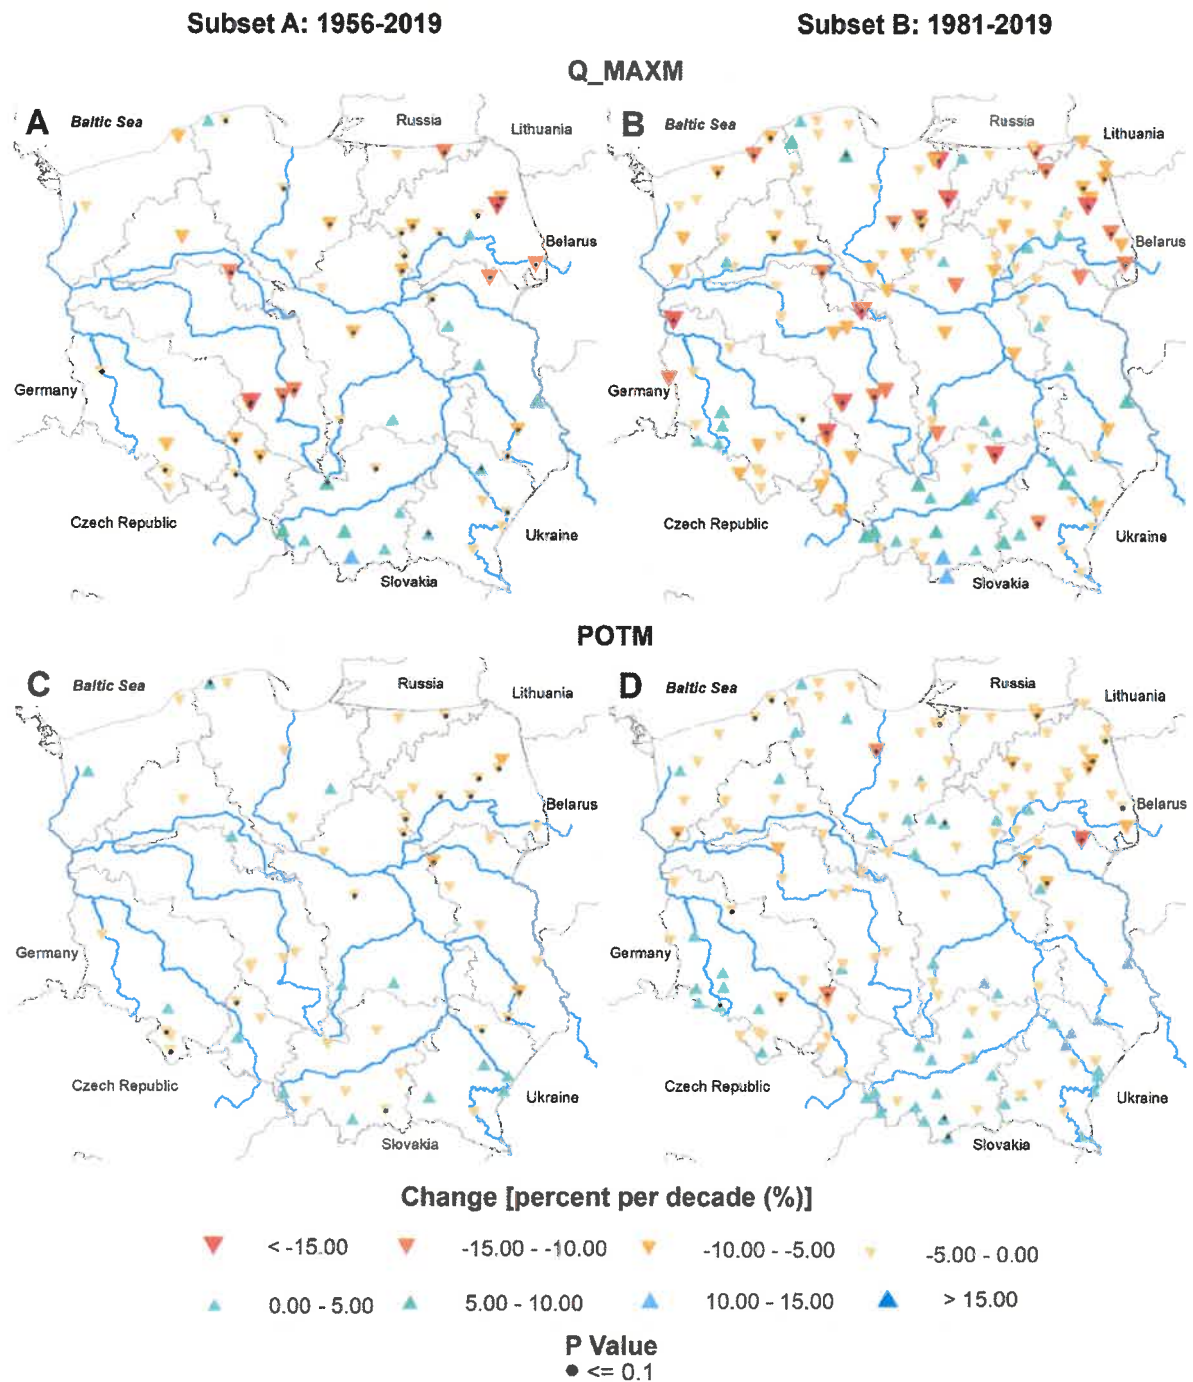 Subset A: 1956-2019
Subset B: 1981-2019
Q_MAXM
A
Baltic Sea
Russia
Lithuania
Belarus
Germany
Czech Republic
Ukraine
Slovakia
B
Baltic Sea
Russia
Lithuania
Belarus
Germany
Czech Republic
Ukraine
Slovakia
POTM
C
Baltic Sea
Russia
Lithuania
Belarus
Germany
Czech Republic
Ukraine
Slovakia
D
Baltic Sea
Russia
Lithuania
Belarus
Germany
Czech Republic
Ukraine
Slovakia
Change [percent per decade (%)]
< -15.00
-15.00 - -10.00
-10.00 - -5.00
-5.00 - 0.00
0.00 - 5.00
5.00 - 10.00
10.00 - 15.00
> 15.00
P Value
<= 0.1